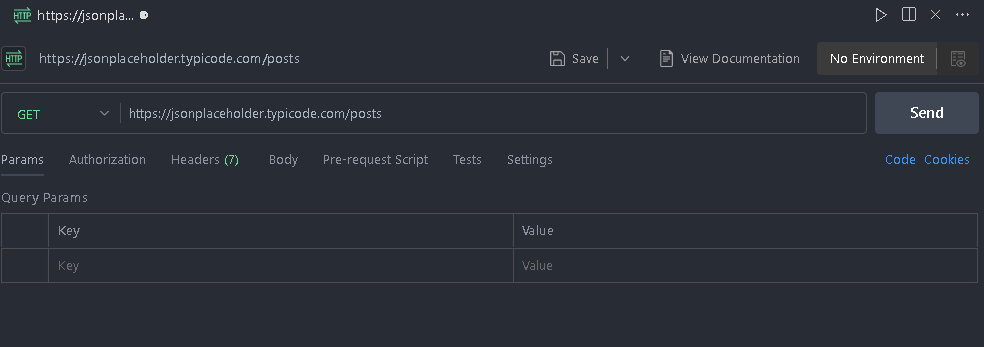 HTTP https://jsonpla...
HTTP https://jsonplaceholder.typicode.com/posts Save View Documentation No Environment
GET https://jsonplaceholder.typicode.com/posts Send
Params Authorization Headers (7) Body Pre-request Script Tests Settings Code Cookies
Query Params
Key Value
Key Value